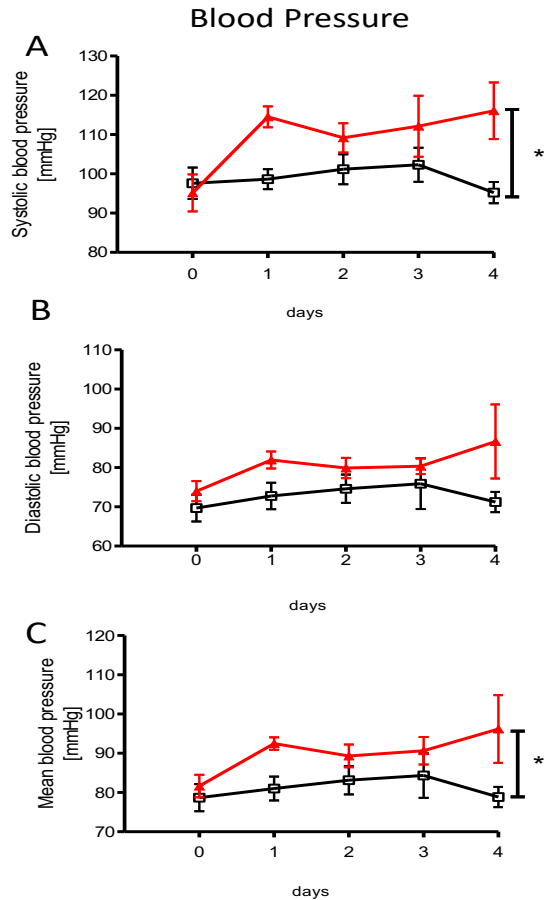 Blood Pressure
A
Systolic blood pressure
[mmHg]
130
120
110
100
90
80
*
0 1 2 3 4
days
B
Diastolic blood pressure
[mmHg]
110
100
90
80
70
60
0 1 2 3 4
days
C
Mean blood pressure
[mmHg]
120
110
100
90
80
70
*
0 1 2 3 4
days